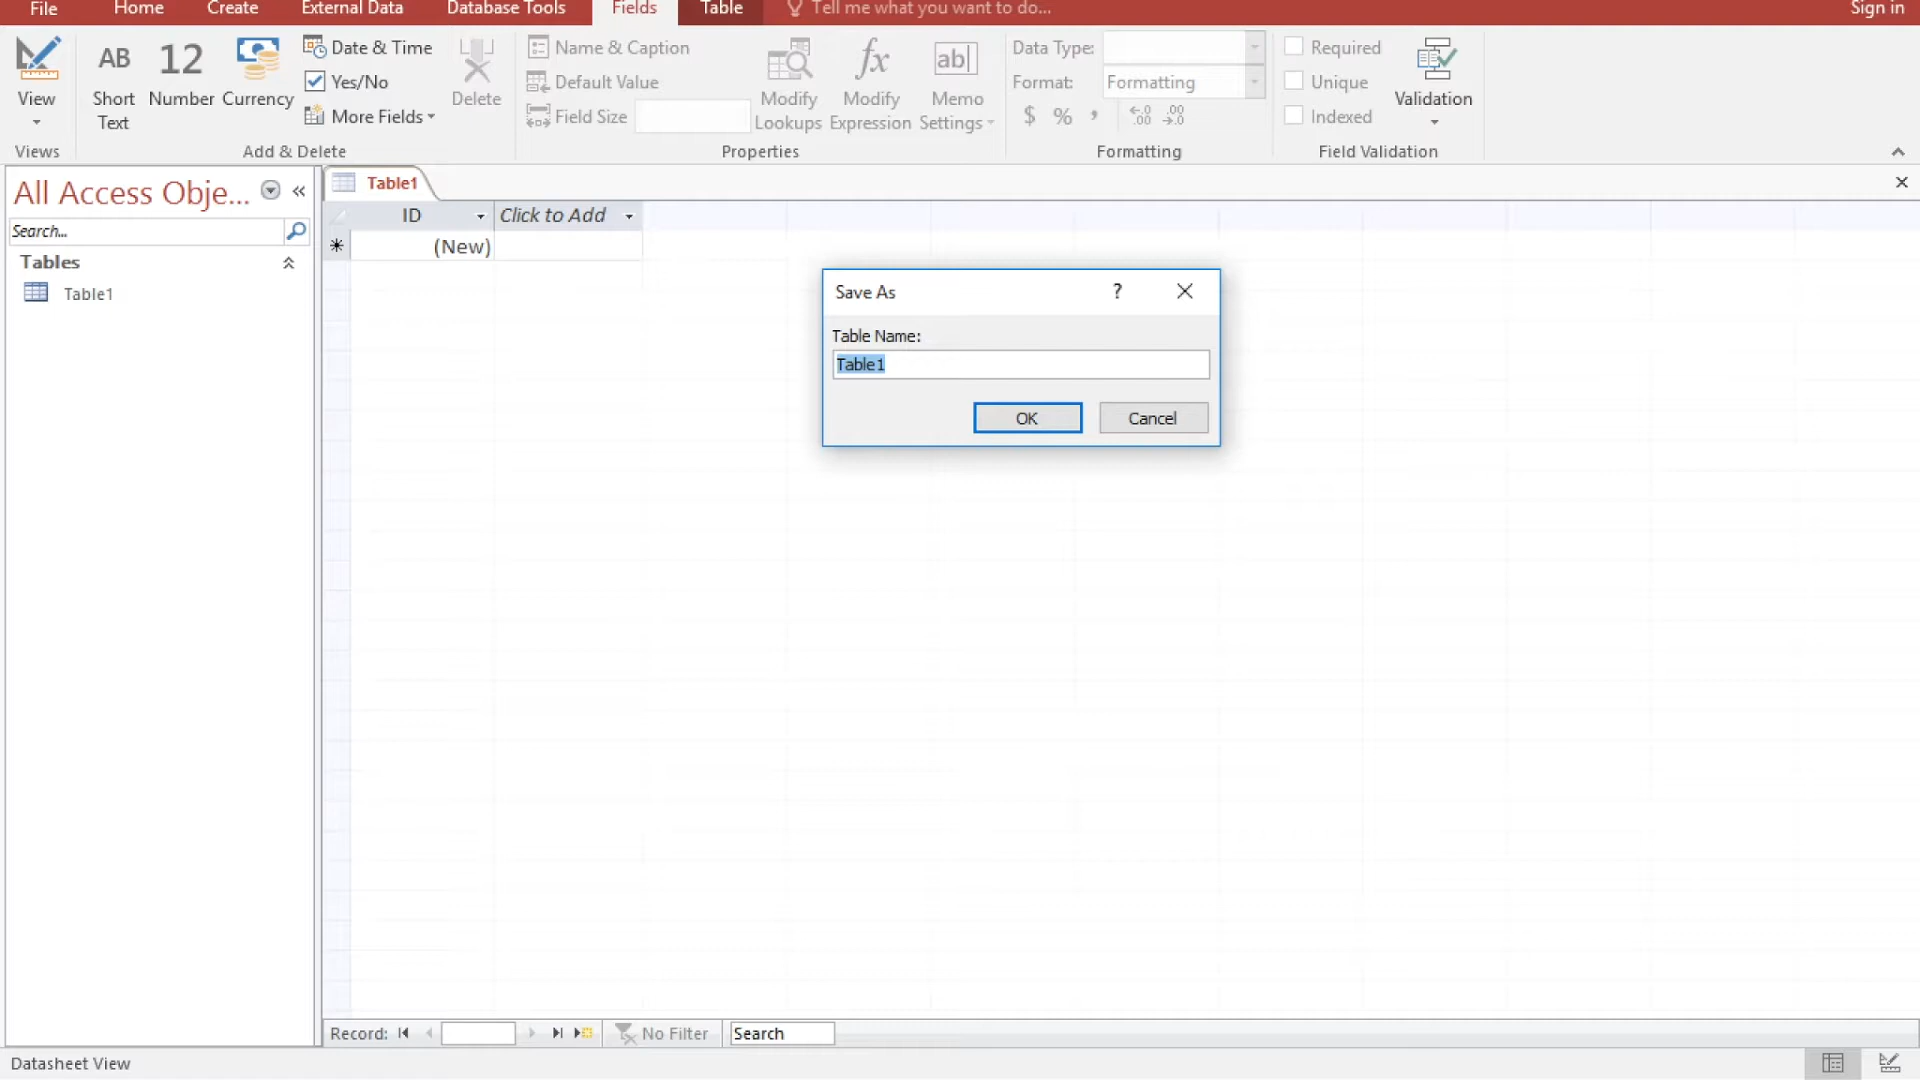 File Home Create External Data Database Tools Fields Table Tell me what you want to do... Sign in
View
Views
AB
Short
Text
12
Number
Currency
Date & Time
Yes/No
More Fields
Delete
Add & Delete
Name & Caption
Default Value
Field Size
Modify
Lookups
fx
Modify
Expression
ab|
Memo
Settings
Properties
Data Type:
Format: Formatting
$ % , .00 .00
Formatting
Required
Unique
Indexed
Validation
Field Validation
All Access Obje...
Search...
Tables
Table1
Table1
ID Click to Add
(New)
Save As ?
Table Name:
Table1
OK Cancel
Record: No Filter Search
Datasheet View